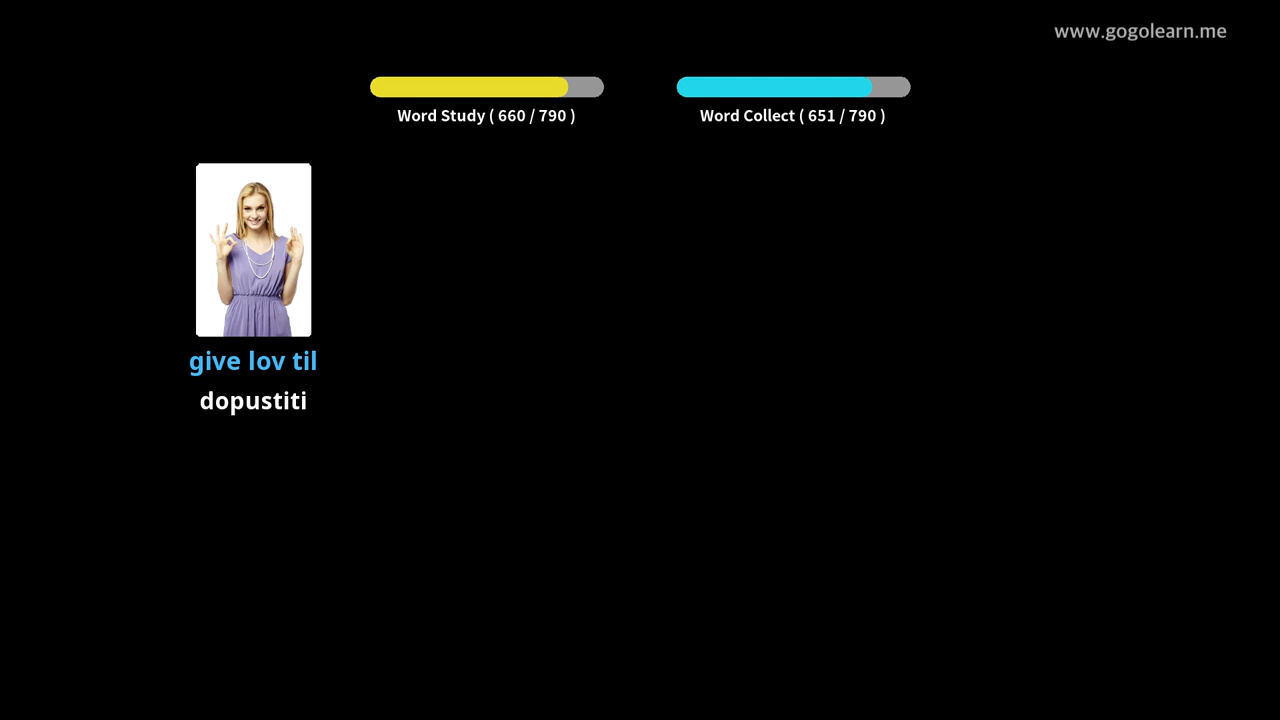 www.gogolearn.me
Word Study ( 660 / 790 )
Word Collect ( 651 / 790 )
give lov til
dopustiti